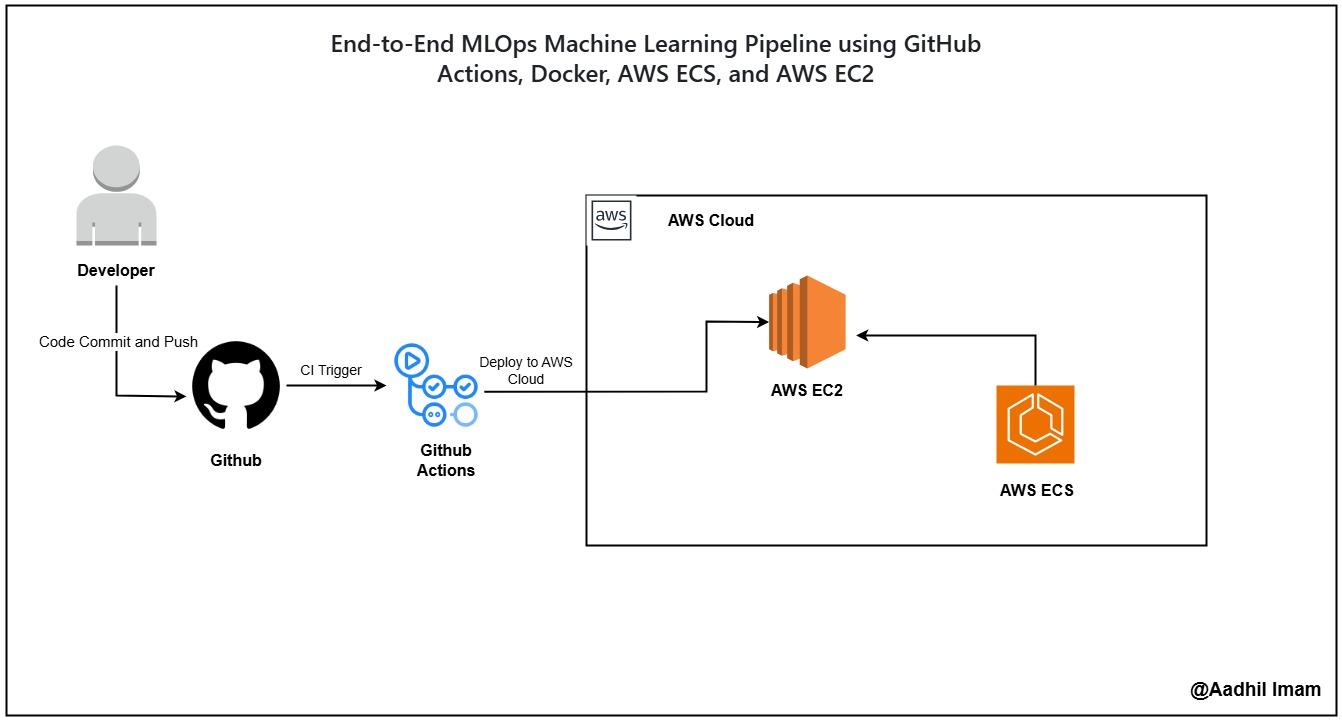 End-to-End MLOps Machine Learning Pipeline using GitHub
Actions, Docker, AWS ECS, and AWS EC2
aws
AWS Cloud
Developer
Code Commit and Push
CI Trigger
Deploy to AWS
Cloud
AWS EC2
Github
Github
Actions
AWS ECS
@Aadhil Imam